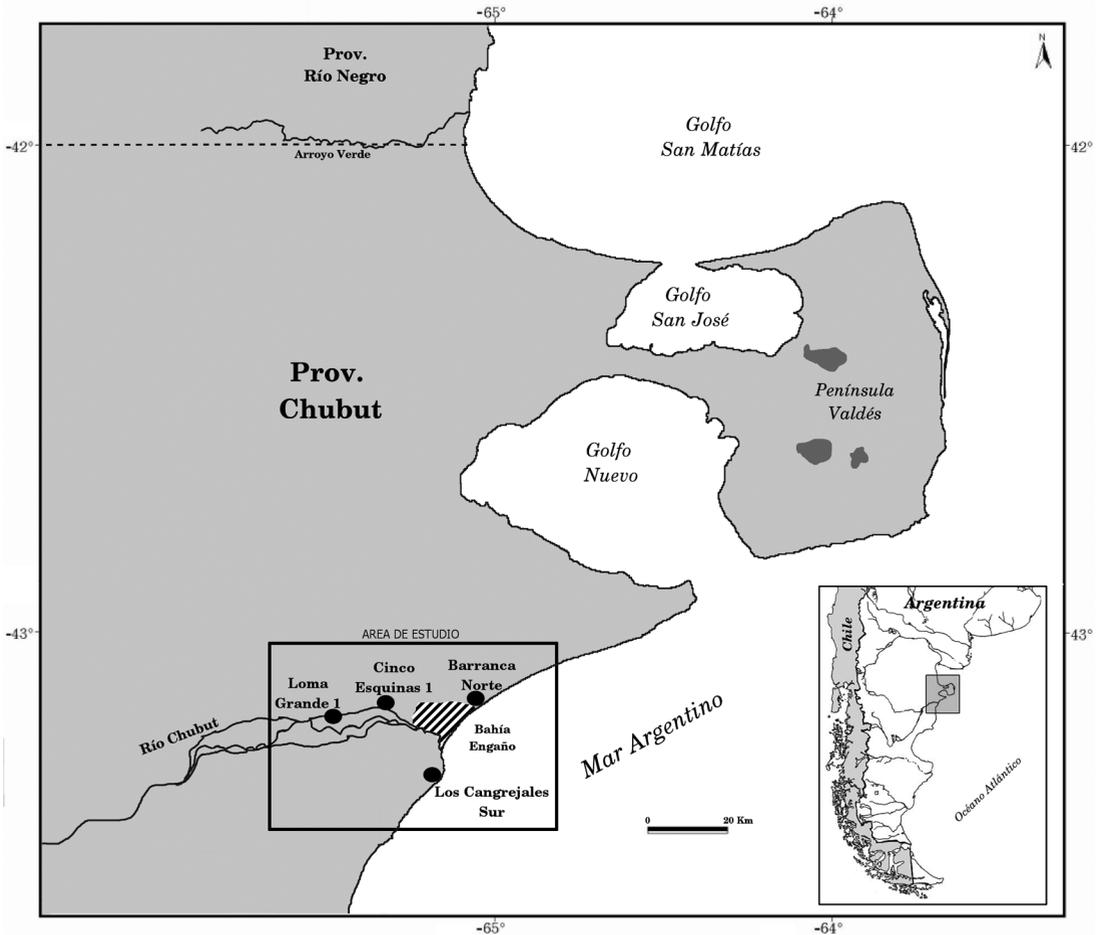 -65°
-64°
N
Prov.
Río Negro
Golfo
San Matías
-42°
-42°
Arroyo Verde
Golfo
San José
Prov.
Chubut
Península
Valdés
Golfo
Nuevo
-43°
-43°
Argentina
Chile
Océano Atlántico
AREA DE ESTUDIO
Cinco
Esquinas 1
Barranca
Norte
Loma
Grande 1
Río Chubut
Bahía
Engaño
Mar Argentino
Los Cangrejales
Sur
0
20 Km
-65°
-64°